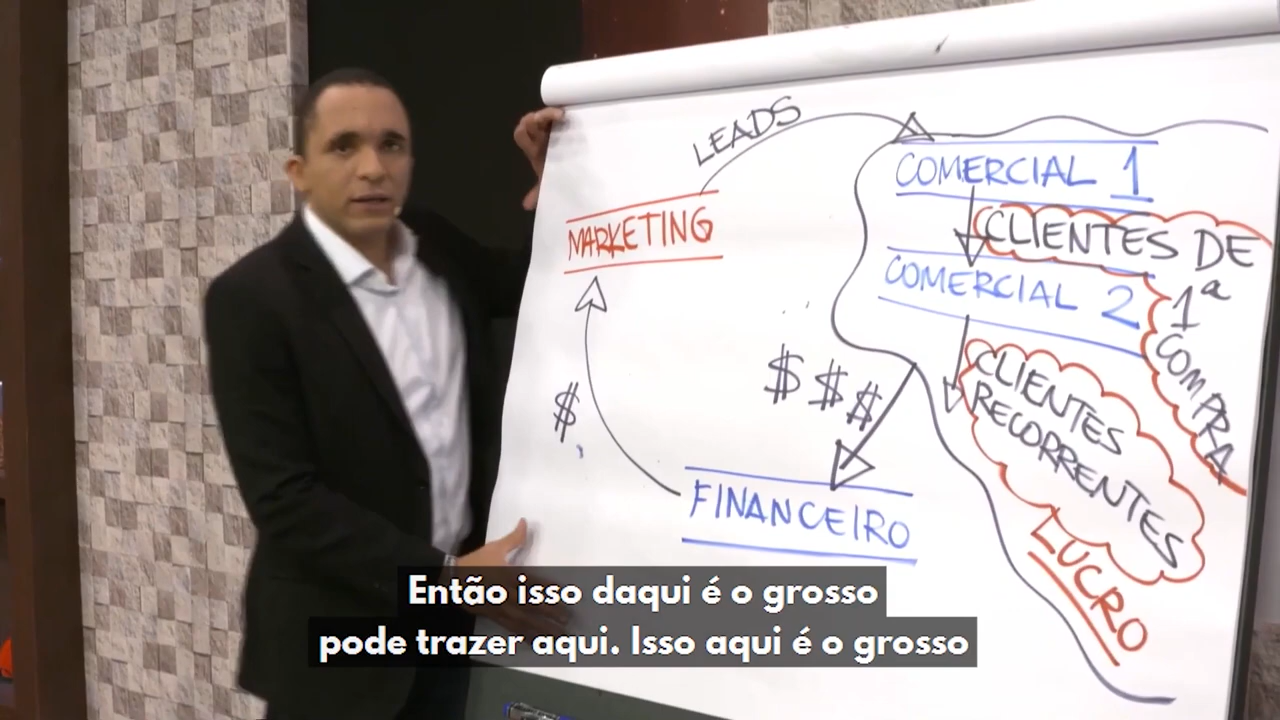 LEADS
COMERCIAL 1
MARKETING
CLIENTES DE
1ª
COMPRA
COMERCIAL 2
$$$
CLIENTES
RECORRENTES
$
FINANCEIRO
LUCRO
Então isso daqui é o grosso
pode trazer aqui. Isso aqui é o grosso